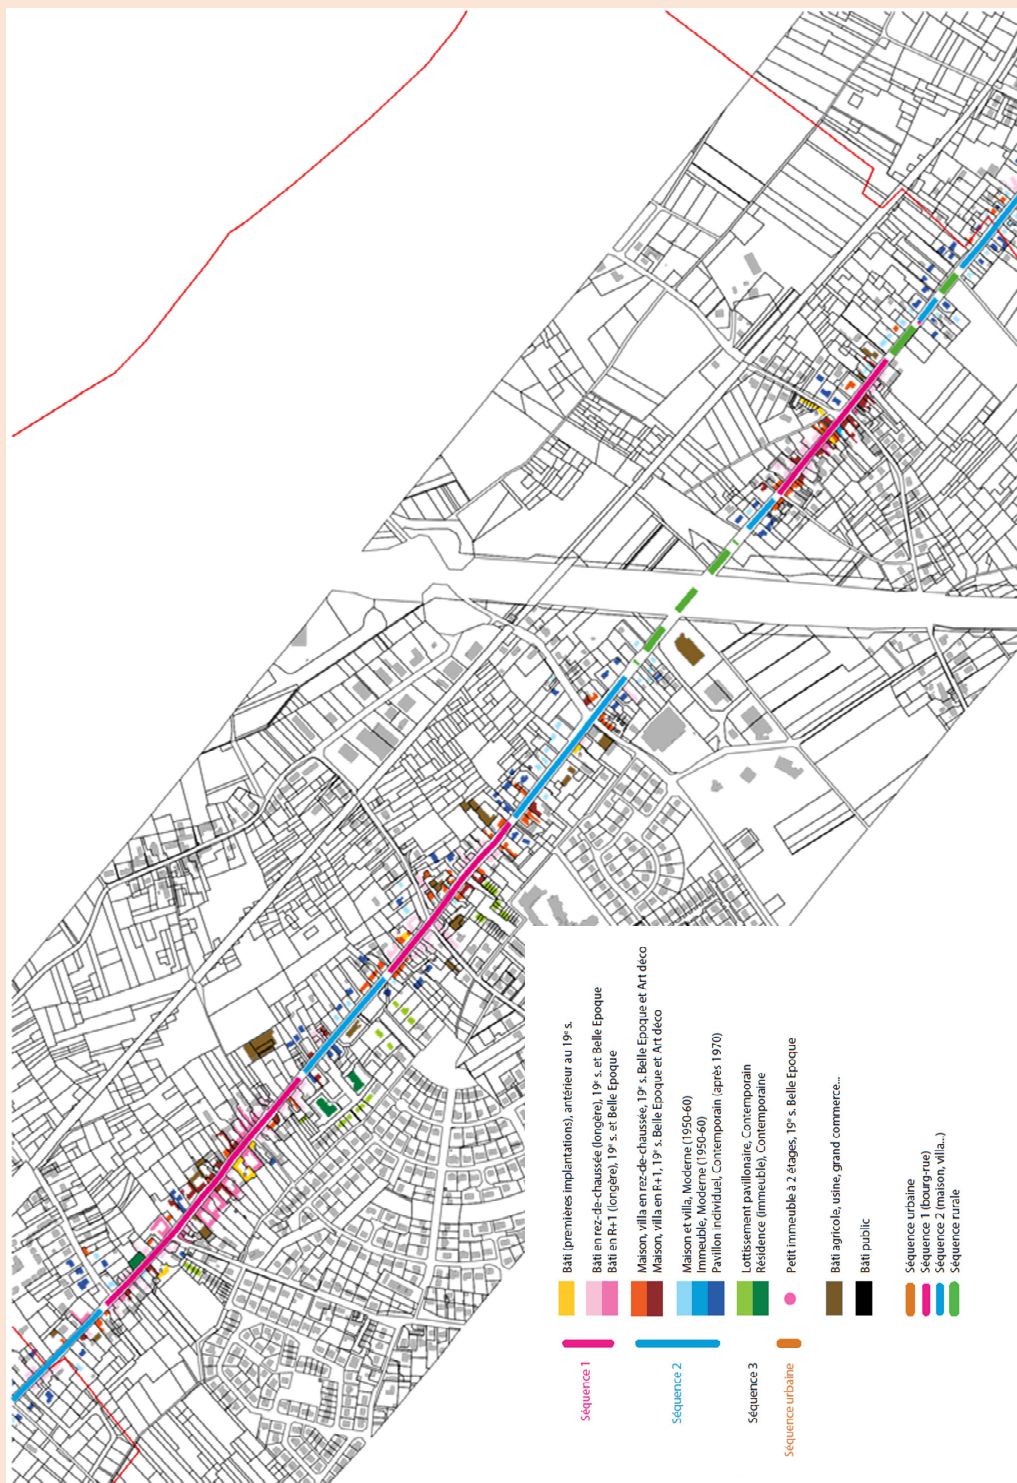 Séquence 1
Bâti (premières implantations), antérieur au 19e s.
Bâti en rez-de-chaussée (longère), 19e s. et Belle Epoque
Bâti en R+1 (longère), 19e s. et Belle Epoque
Séquence 2
Maison, villa en rez-de-chaussée, 19e s. Belle Epoque et Art déco
Maison, villa en R+1, 19e s. Belle Epoque et Art déco
Maison et villa, Moderne (1950-60)
Immeuble, Moderne (1950-60)
Pavillon individuel, Contemporain (après 1970)
Séquence 3
Lottissement pavillonaire, Contemporain
Résidence (immeuble), Contemporaine
Séquence urbaine
Petit immeuble à 2 étages, 19e s. Belle Epoque
Bâti agricole, usine, grand commerce...
Bâti public
Séquence urbaine
Séquence 1 (bourg-rue)
Séquence 2 (maison, villa...)
Séquence rurale